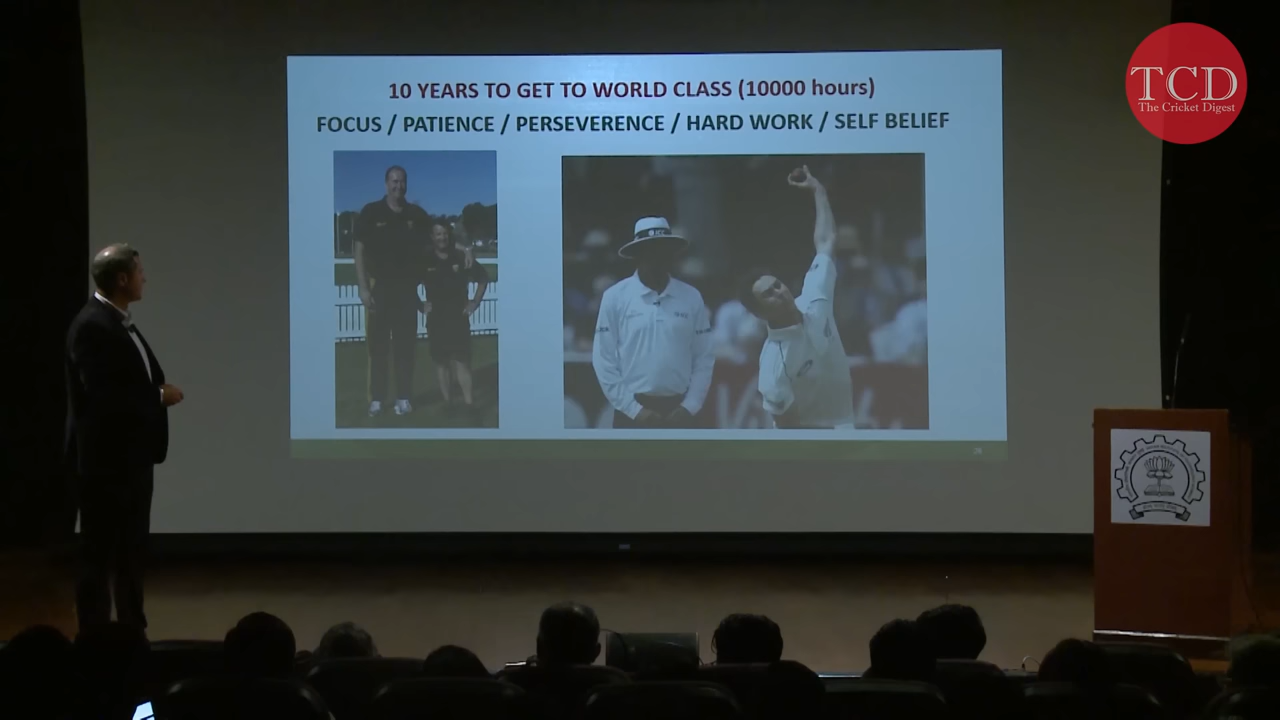 10 YEARS TO GET TO WORLD CLASS (10000 hours)
FOCUS / PATIENCE / PERSEVERENCE / HARD WORK / SELF BELIEF
TCD
The Cricket Digest
ICC